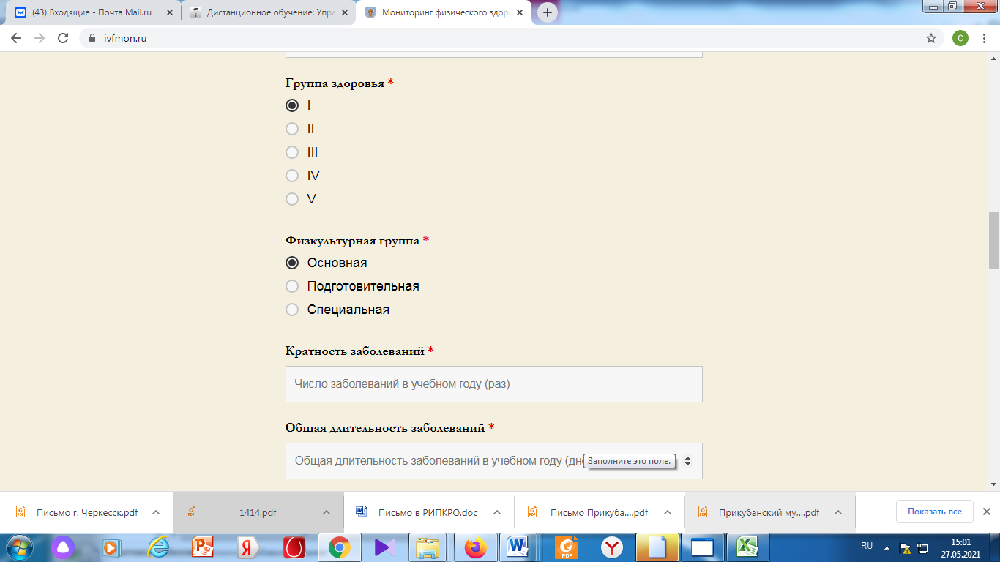 (43) Входящие - Почта Mail.ru
Дистанционное обучение: Упра
Мониторинг физического здор
ivfmon.ru
С
Группа здоровья *
I
II
III
IV
V
Физкультурная группа *
Основная
Подготовительная
Специальная
Кратность заболеваний *
Число заболеваний в учебном году (раз)
Общая длительность заболеваний *
Общая длительность заболеваний в учебном году (дне
Заполните это поле.
Письмо г. Черкесск.pdf
1414.pdf
Письмо в РИПКРО.doc
Письмо Прикуба....pdf
Прикубанский му....pdf
Показать все
RU
15:01
27.05.2021